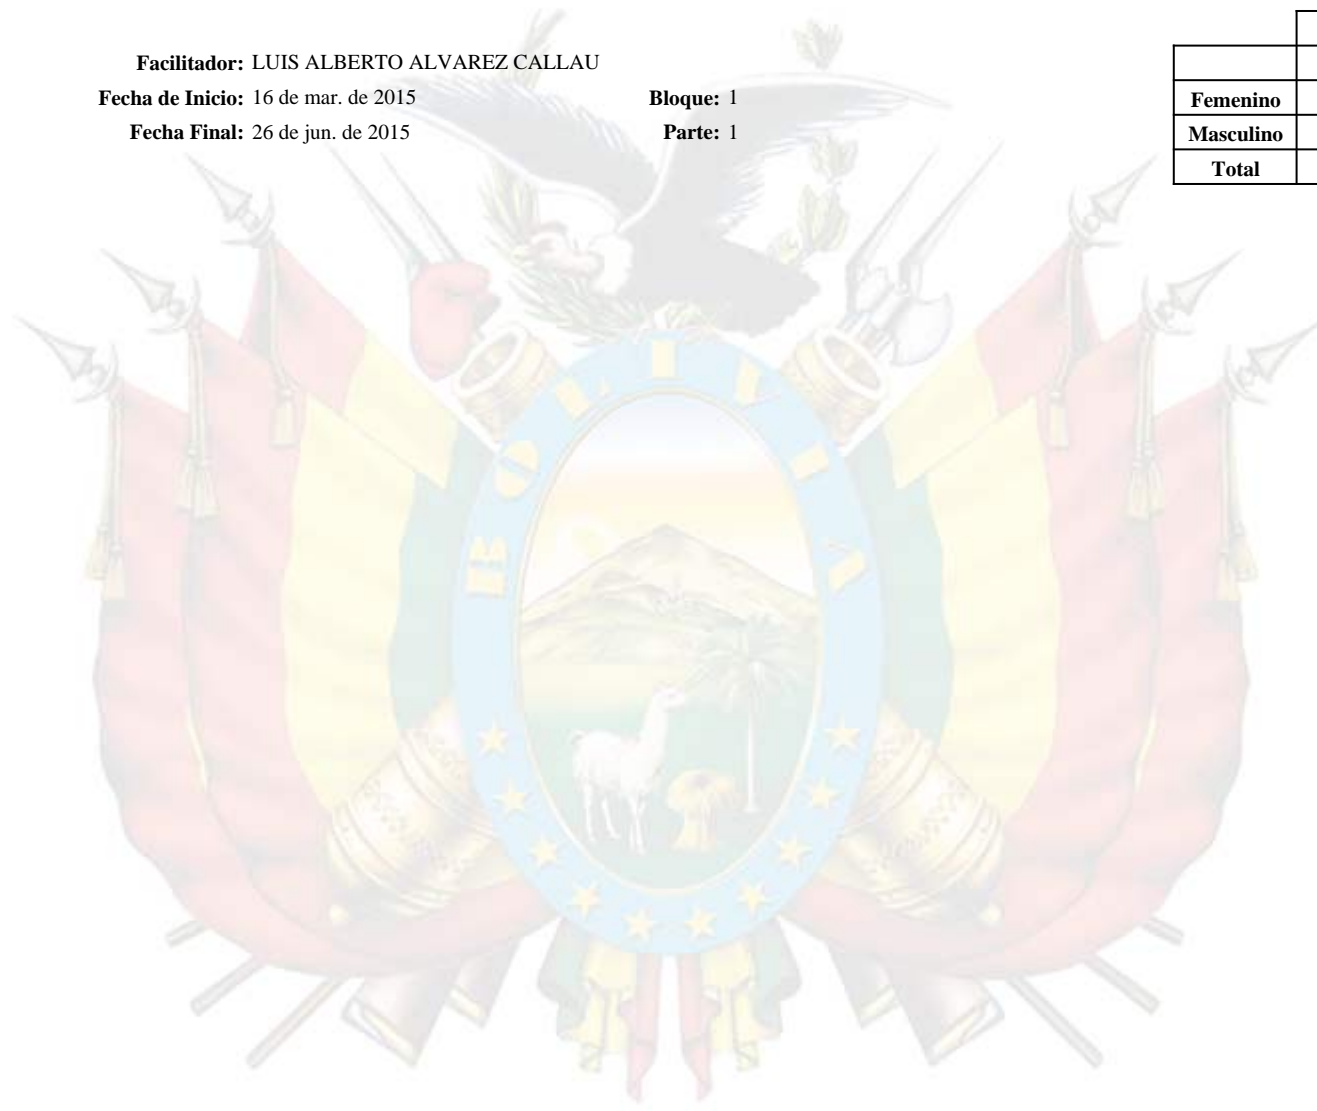 Facilitador: LUIS ALBERTO ALVAREZ CALLAU
Fecha de Inicio: 16 de mar. de 2015 Bloque: 1
Fecha Final: 26 de jun. de 2015 Parte: 1
Femenino
Masculino
Total
BOLIVIA